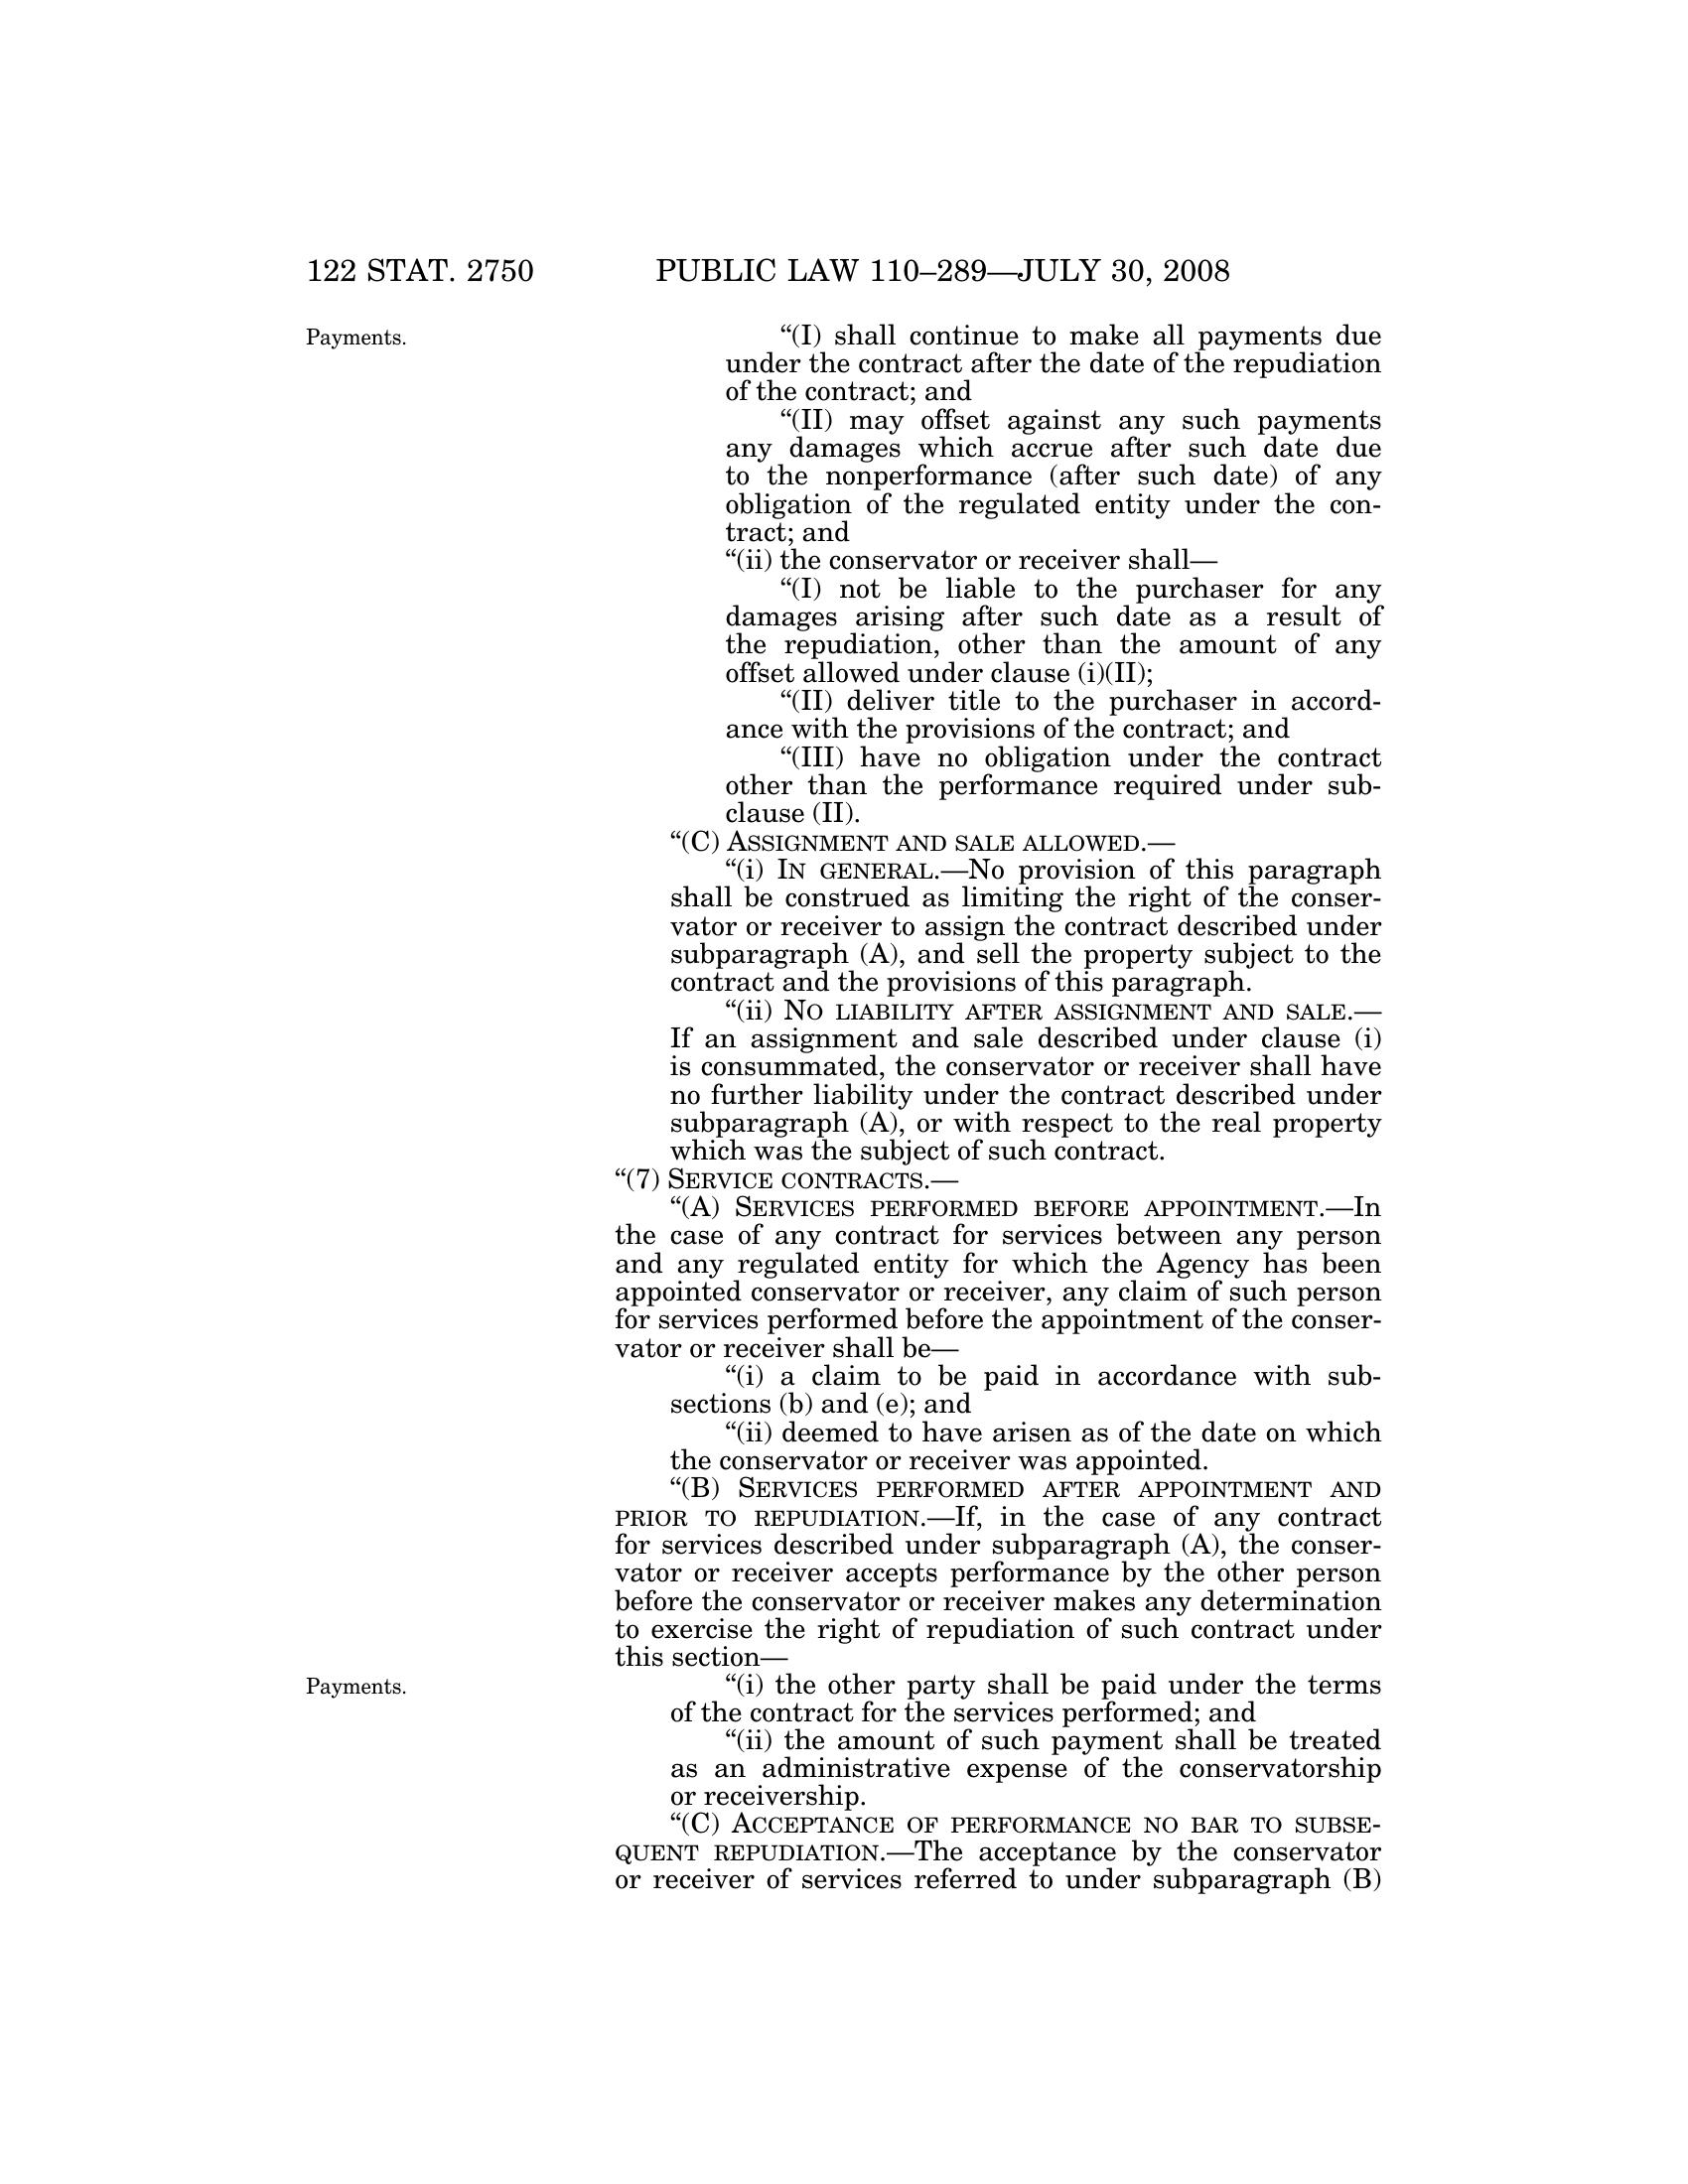 122 STAT. 2750 PUBLIC LAW 110–289—JULY 30, 2008
Payments.
“(I) shall continue to make all payments due
under the contract after the date of the repudiation
of the contract; and
“(II) may offset against any such payments
any damages which accrue after such date due
to the nonperformance (after such date) of any
obligation of the regulated entity under the con-
tract; and
“(ii) the conservator or receiver shall—
“(I) not be liable to the purchaser for any
damages arising after such date as a result of
the repudiation, other than the amount of any
offset allowed under clause (i)(II);
“(II) deliver title to the purchaser in accord-
ance with the provisions of the contract; and
“(III) have no obligation under the contract
other than the performance required under sub-
clause (II).
“(C) ASSIGNMENT AND SALE ALLOWED.—
“(i) IN GENERAL.—No provision of this paragraph
shall be construed as limiting the right of the conser-
vator or receiver to assign the contract described under
subparagraph (A), and sell the property subject to the
contract and the provisions of this paragraph.
“(ii) NO LIABILITY AFTER ASSIGNMENT AND SALE.—
If an assignment and sale described under clause (i)
is consummated, the conservator or receiver shall have
no further liability under the contract described under
subparagraph (A), or with respect to the real property
which was the subject of such contract.
“(7) SERVICE CONTRACTS.—
“(A) SERVICES PERFORMED BEFORE APPOINTMENT.—In
the case of any contract for services between any person
and any regulated entity for which the Agency has been
appointed conservator or receiver, any claim of such person
for services performed before the appointment of the conser-
vator or receiver shall be—
“(i) a claim to be paid in accordance with sub-
sections (b) and (e); and
“(ii) deemed to have arisen as of the date on which
the conservator or receiver was appointed.
“(B) SERVICES PERFORMED AFTER APPOINTMENT AND
PRIOR TO REPUDIATION.—If, in the case of any contract
for services described under subparagraph (A), the conser-
vator or receiver accepts performance by the other person
before the conservator or receiver makes any determination
to exercise the right of repudiation of such contract under
this section—
Payments.
“(i) the other party shall be paid under the terms
of the contract for the services performed; and
“(ii) the amount of such payment shall be treated
as an administrative expense of the conservatorship
or receivership.
“(C) ACCEPTANCE OF PERFORMANCE NO BAR TO SUBSE-
QUENT REPUDIATION.—The acceptance by the conservator
or receiver of services referred to under subparagraph (B)